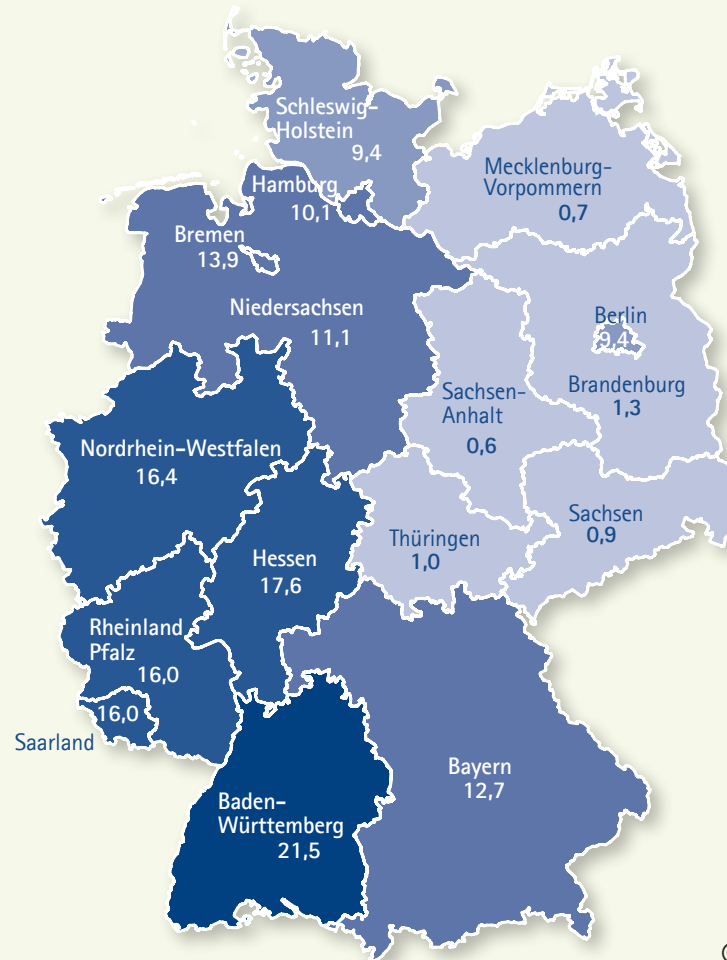 Schleswig-
Holstein
9,4
Mecklenburg-
Vorpommern
0,7
Hamburg
10,1
Bremen
13,9
Niedersachsen
11,1
Berlin
9,4
Brandenburg
1,3
Sachsen-
Anhalt
0,6
Nordrhein-Westfalen
16,4
Sachsen
0,9
Thüringen
1,0
Hessen
17,6
Rheinland
Pfalz
16,0
16,0
Saarland
Bayern
12,7
Baden-
Württemberg
21,5